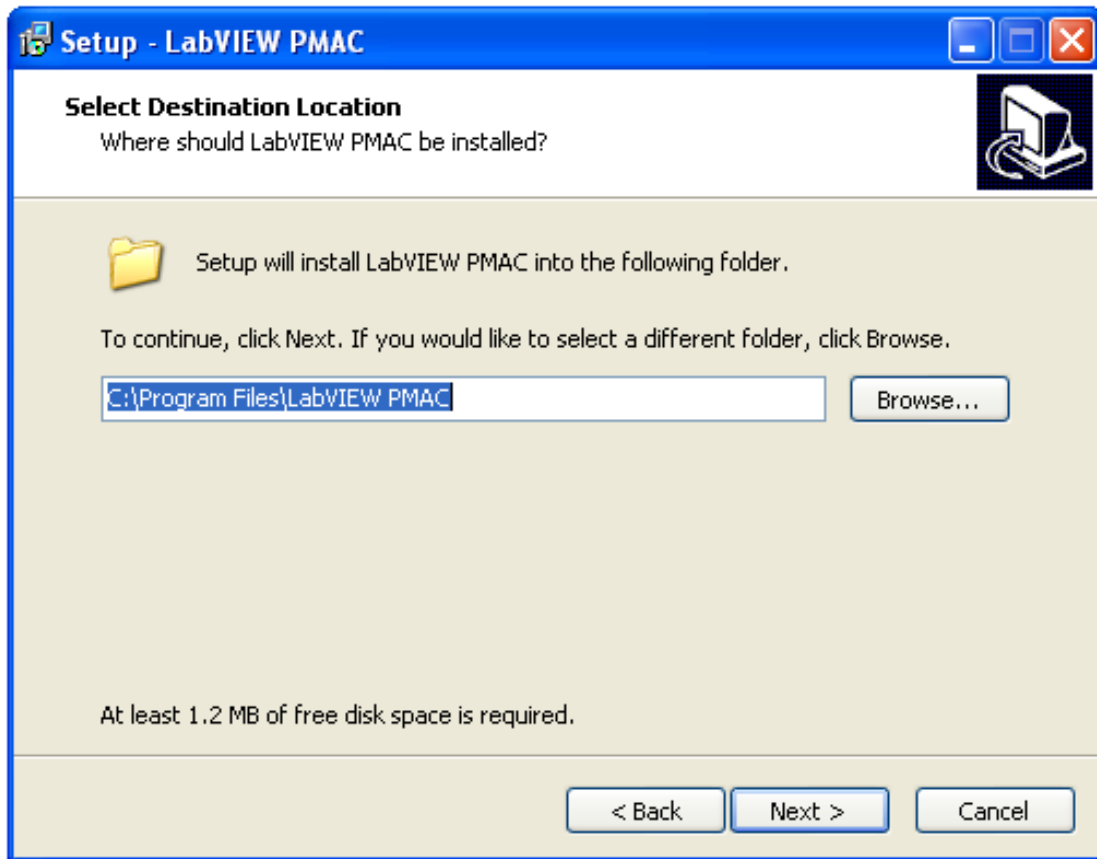 Setup - LabVIEW PMAC
Select Destination Location
Where should LabVIEW PMAC be installed?
Setup will install LabVIEW PMAC into the following folder.
To continue, click Next. If you would like to select a different folder, click Browse.
C:\Program Files\LabVIEW PMAC
Browse...
At least 1.2 MB of free disk space is required.
< Back
Next >
Cancel